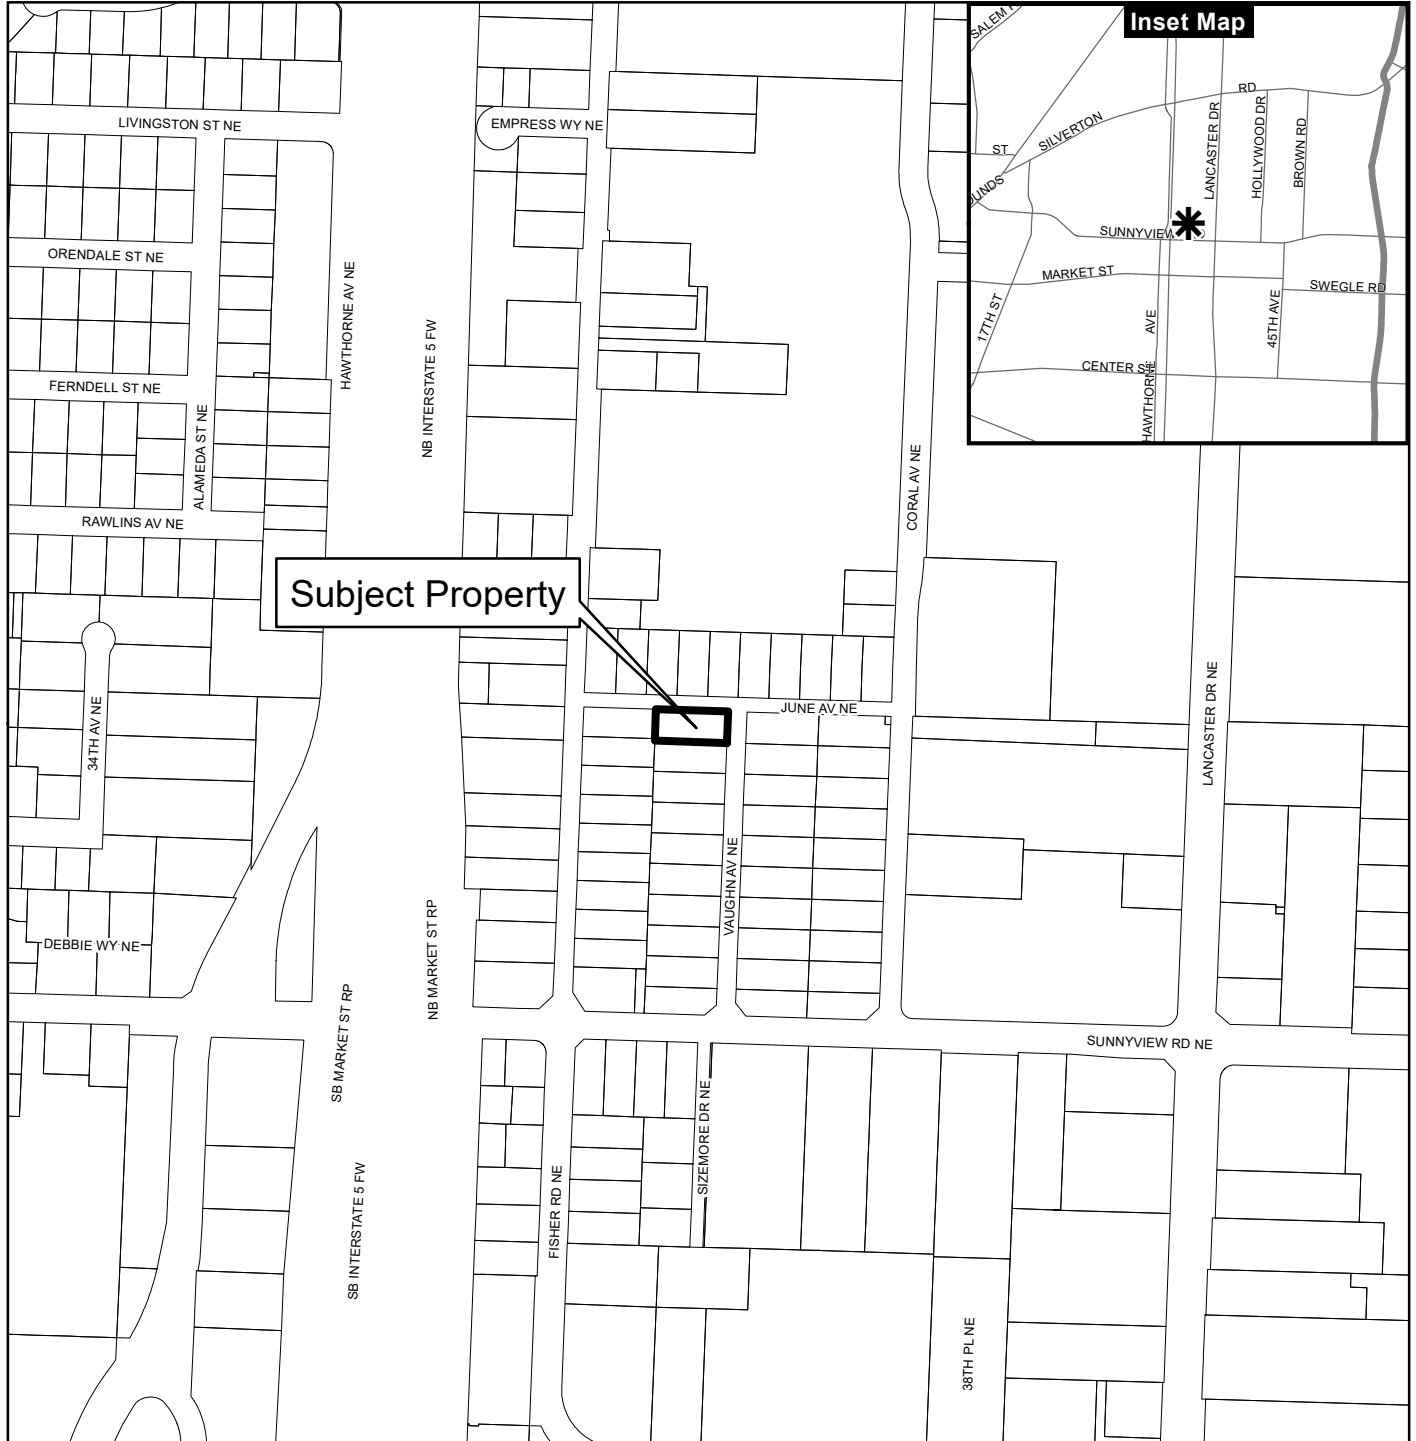 Inset Map
SALEM
RD
SILVERTON
ST
LANCASTER DR
HOLLYWOOD DR
BROWN RD
SUNNYVIEW
MARKET ST
SWEGLE RD
17TH ST
AVE
45TH AVE
CENTER ST
HAWTHORNE
LIVINGSTON ST NE
EMPRESS WY NE
ORENDALE ST NE
HAWTHORNE AV NE
NB INTERSTATE 5 FW
FERNDELL ST NE
ALAMEDA ST NE
CORAL AV NE
RAWLINS AV NE
Subject Property
34TH AV NE
JUNE AV NE
LANCASTER DR NE
VAUGHN AV NE
DEBBIE WY NE
NB MARKET ST RP
SB MARKET ST RP
SUNNYVIEW RD NE
SIZEMORE DR NE
FISHER RD NE
SB INTERSTATE 5 FW
38TH PL NE